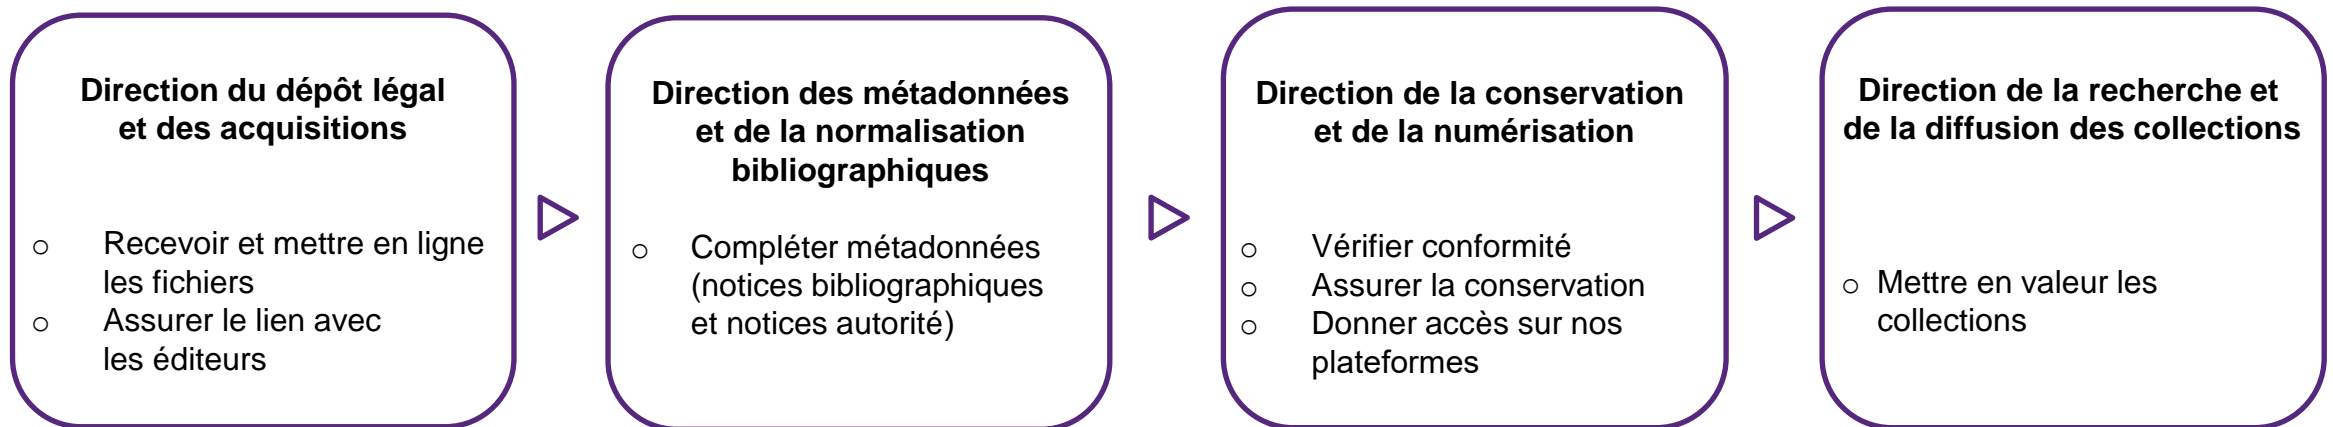 Direction du dépôt légal
et des acquisitions
o Recevoir et mettre en ligne
les fichiers
o Assurer le lien avec
les éditeurs
Direction des métadonnées
et de la normalisation
bibliographiques
o Compléter métadonnées
(notices bibliographiques
et notices autorité)
Direction de la conservation
et de la numérisation
o Vérifier conformité
o Assurer la conservation
o Donner accès sur nos
plateformes
Direction de la recherche et
de la diffusion des collections
o Mettre en valeur les
collections